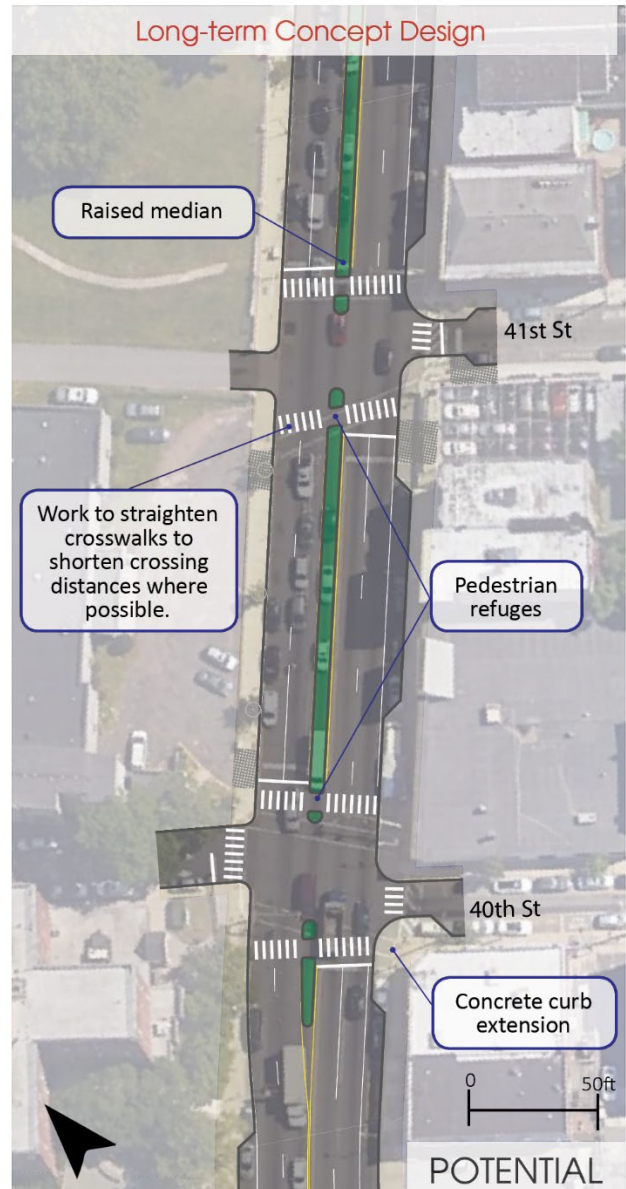 Long-term Concept Design
Raised median
41st St
Work to straighten
crosswalks to
shorten crossing
distances where
possible.
Pedestrian
refuges
40th St
Concrete curb
extension
0 50ft
POTENTIAL